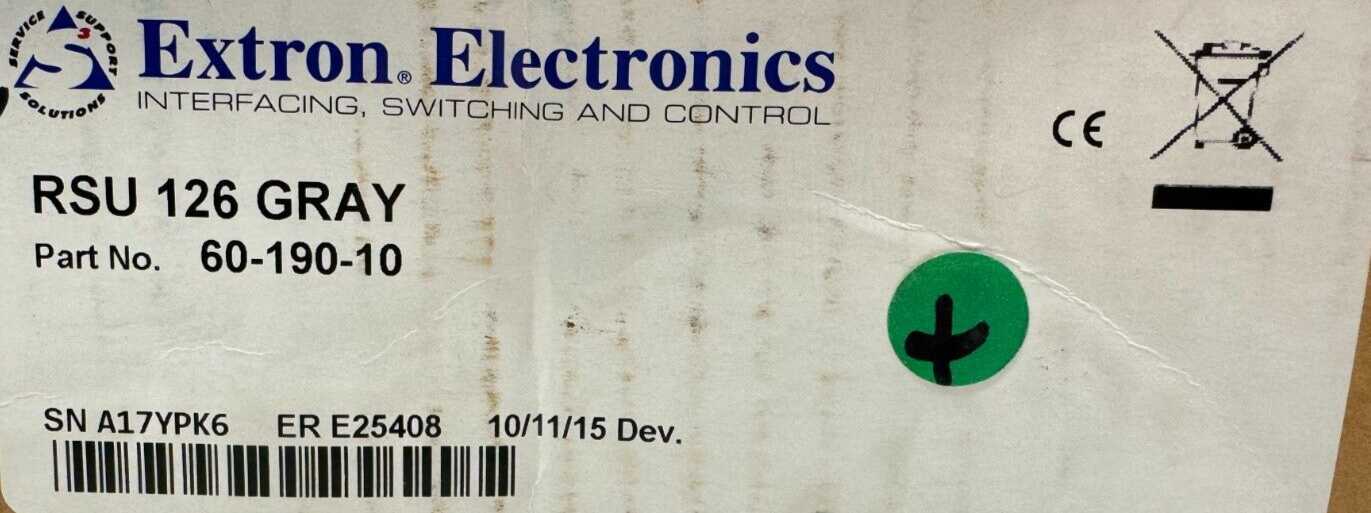 SERVICE SUPPORT SOLUTIONS
S3
Extron® Electronics
INTERFACING, SWITCHING AND CONTROL
CE
RSU 126 GRAY
Part No. 60-190-10
SN A17YPK6 ER E25408 10/11/15 Dev.